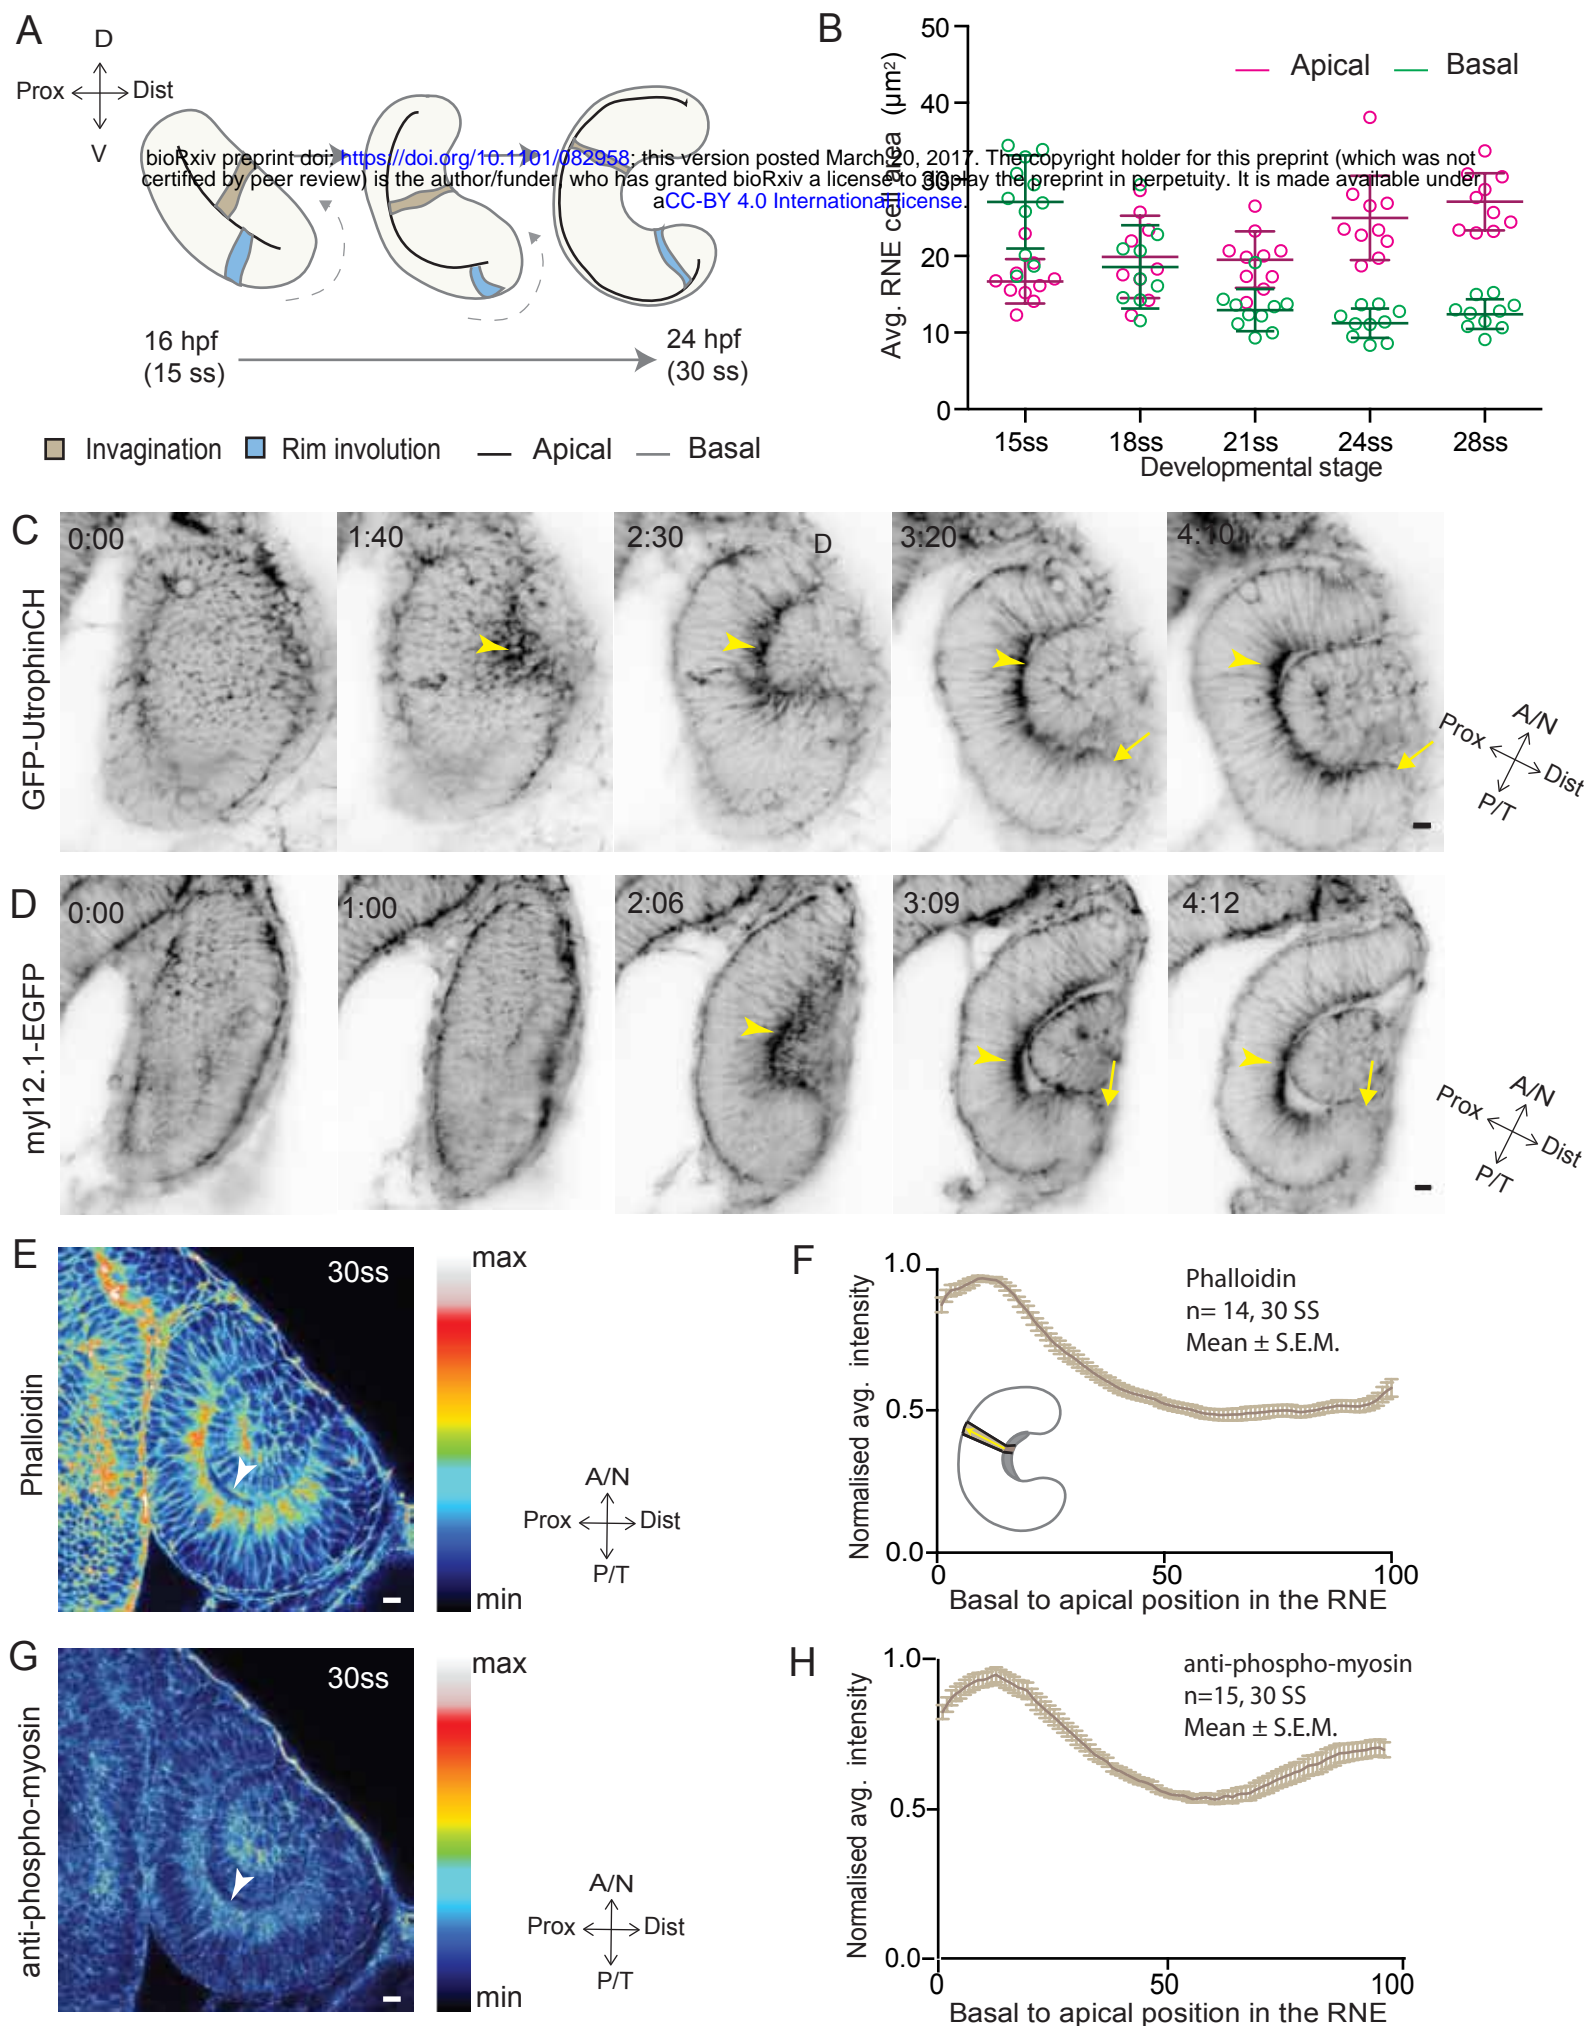 A
D
Prox
Dist
V
bioRxiv preprint doi: https://doi.org/10.1101/082958; this version posted March 20, 2017. The copyright holder for this preprint (which was not
certified by peer review) is the author/funder, who has granted bioRxiv a license to display the preprint in perpetuity. It is made available under
aCC-BY 4.0 International license.
16 hpf
(15 ss)
24 hpf
(30 ss)
Invagination
Rim involution
Apical
Basal
B
Avg. RNE cell area (µm²)
50
40
30
20
10
0
Apical
Basal
15ss
18ss
21ss
24ss
28ss
Developmental stage
C
GFP-UtrophinCH
0:00
1:40
2:30
D
3:20
4:10
A/N
Prox
Dist
P/T
D
myl12.1-EGFP
0:00
1:00
2:06
3:09
4:12
A/N
Prox
Dist
P/T
E
Phalloidin
30ss
max
min
A/N
Prox
Dist
P/T
F
Normalised avg. intensity
1.0
0.5
0.0
Phalloidin
n= 14, 30 SS
Mean ± S.E.M.
0
50
100
Basal to apical position in the RNE
G
anti-phospho-myosin
30ss
max
min
A/N
Prox
Dist
P/T
H
Normalised avg. intensity
1.0
0.5
0.0
anti-phospho-myosin
n=15, 30 SS
Mean ± S.E.M.
0
50
100
Basal to apical position in the RNE